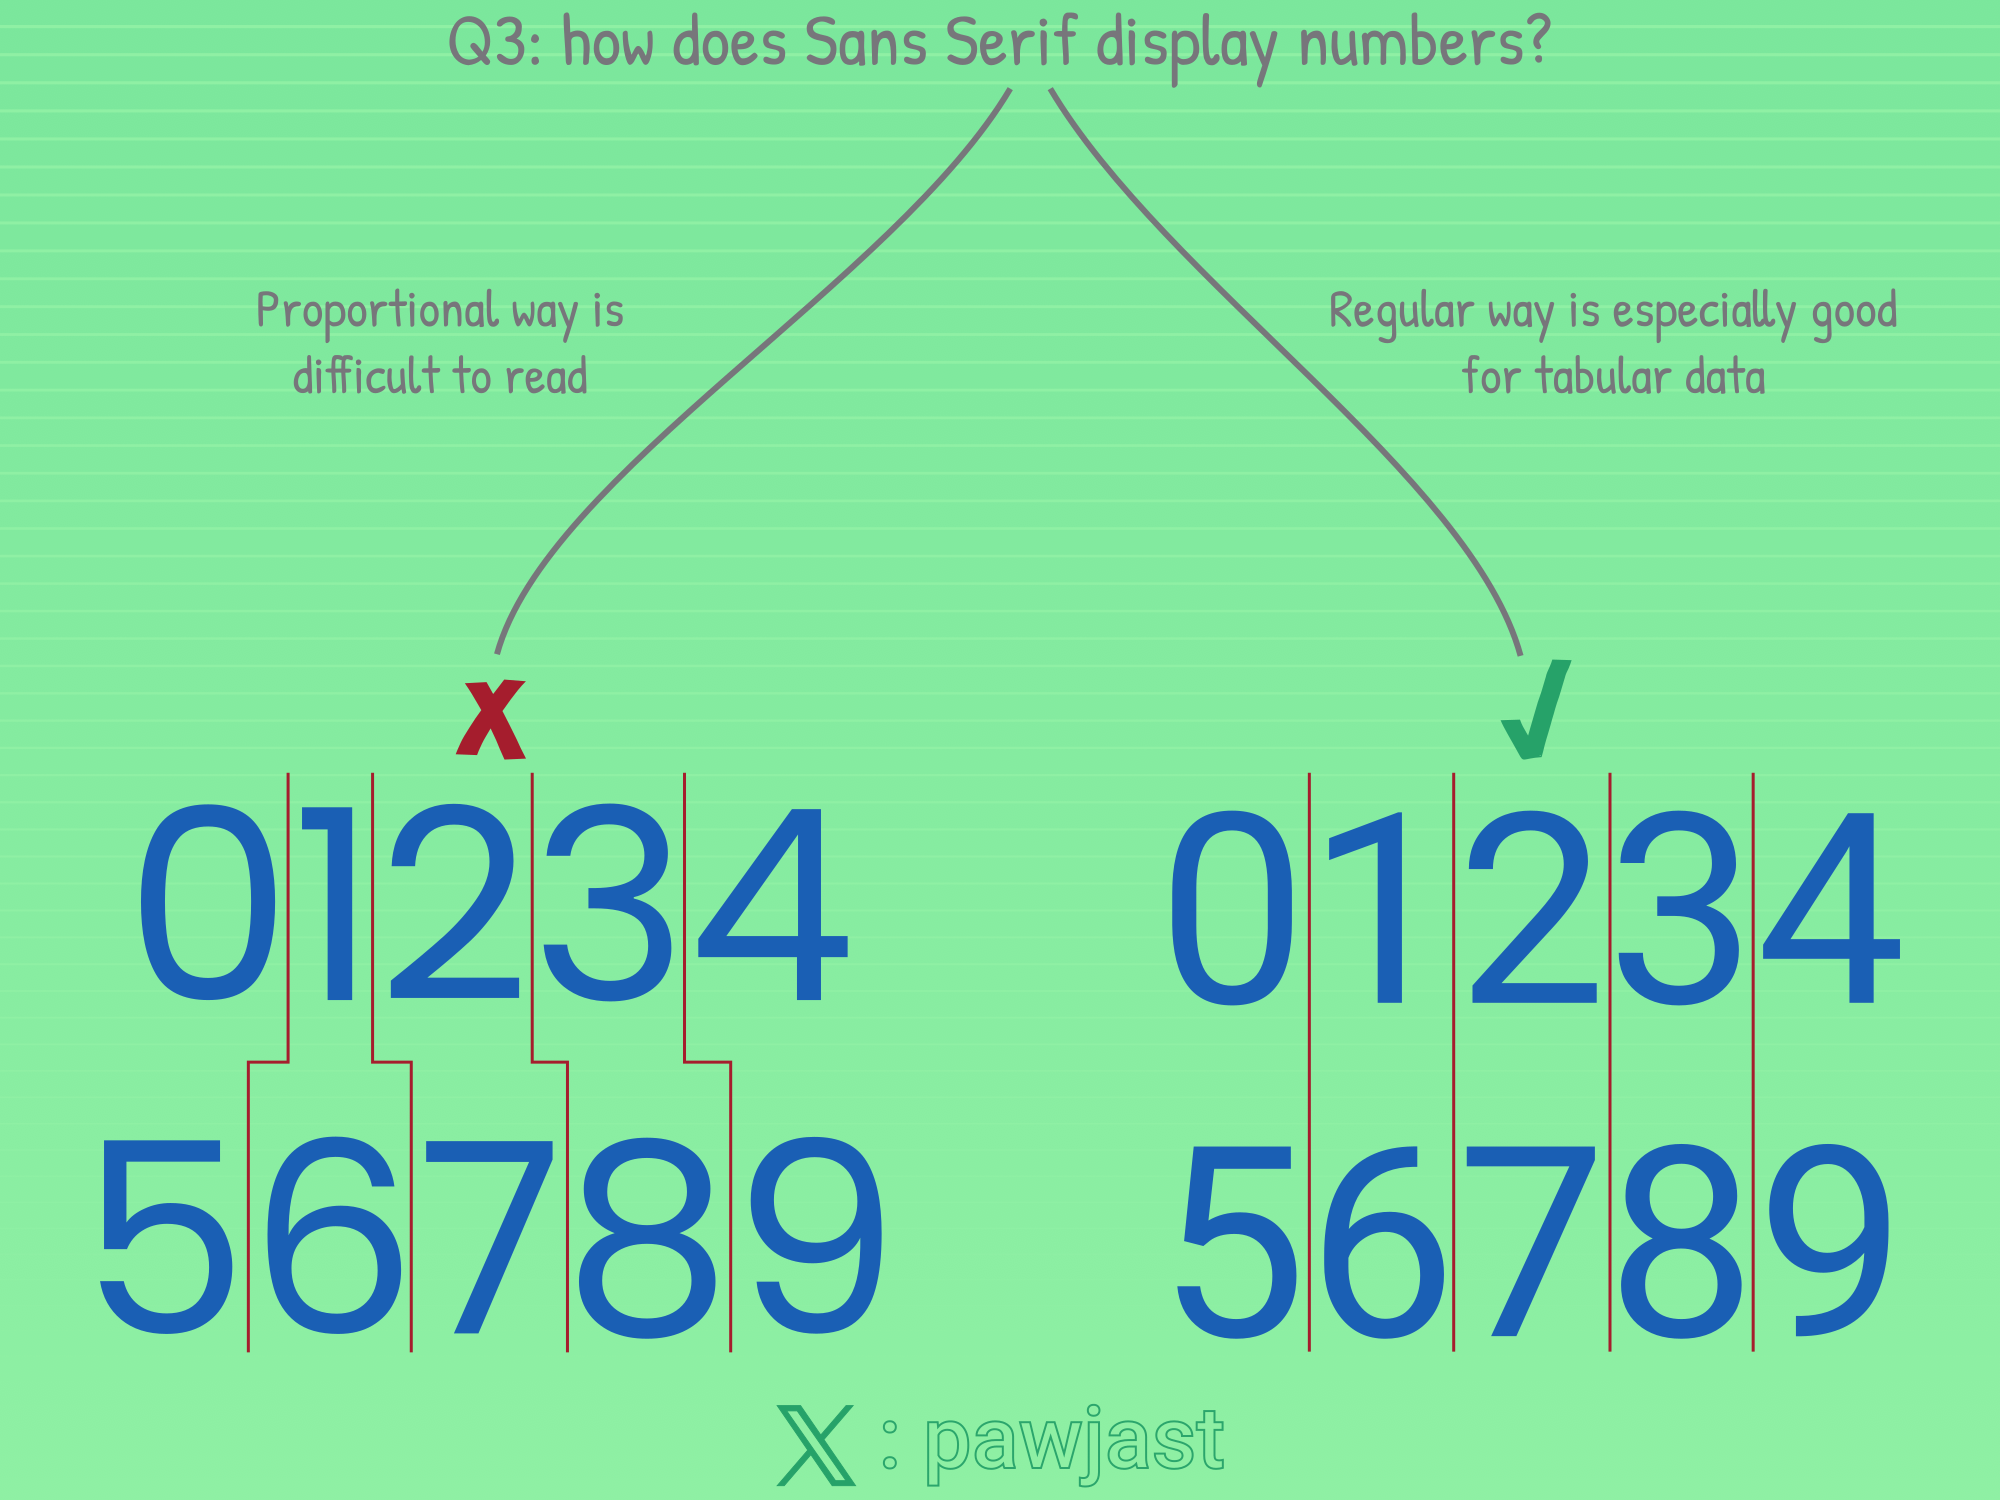 Q3: how does Sans Serif display numbers?
Proportional way is
difficult to read
Regular way is especially good
for tabular data
X
✓
01234
56789
01234
56789
X : pawjast